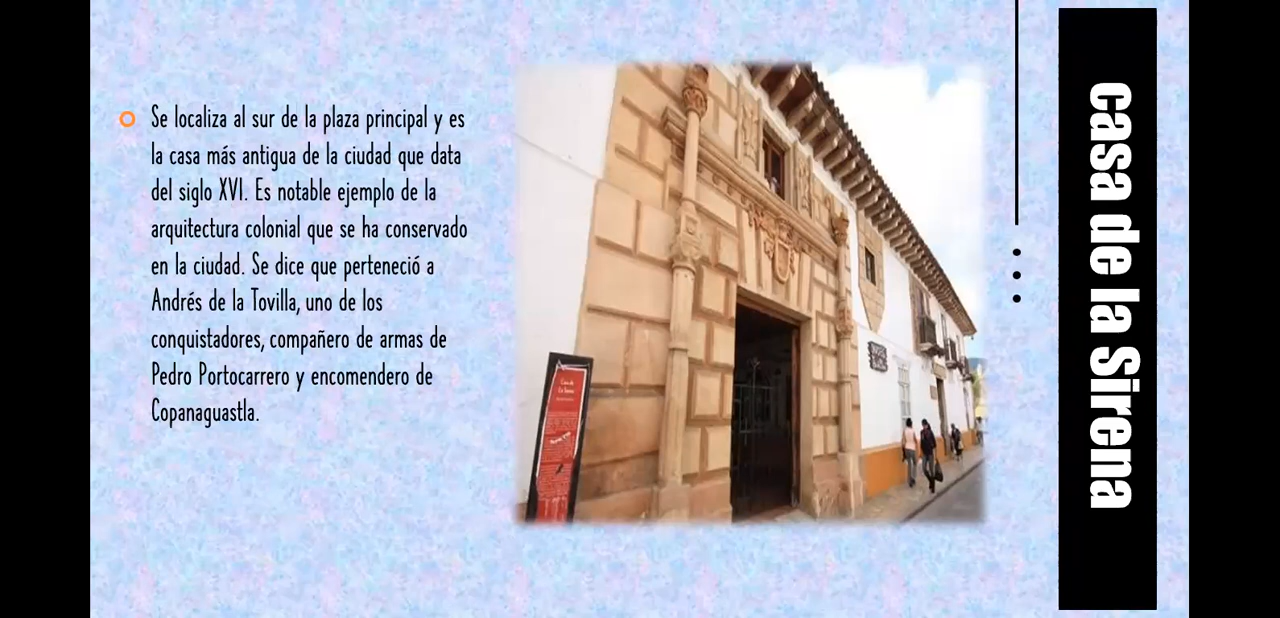 Se localiza al sur de la plaza principal y es
la casa más antigua de la ciudad que data
del siglo XVI. Es notable ejemplo de la
arquitectura colonial que se ha conservado
en la ciudad. Se dice que perteneció a
Andrés de la Tovilla, uno de los
conquistadores, compañero de armas de
Pedro Portocarrero y encomendero de
Copanaguastla.
casa de la Sirena